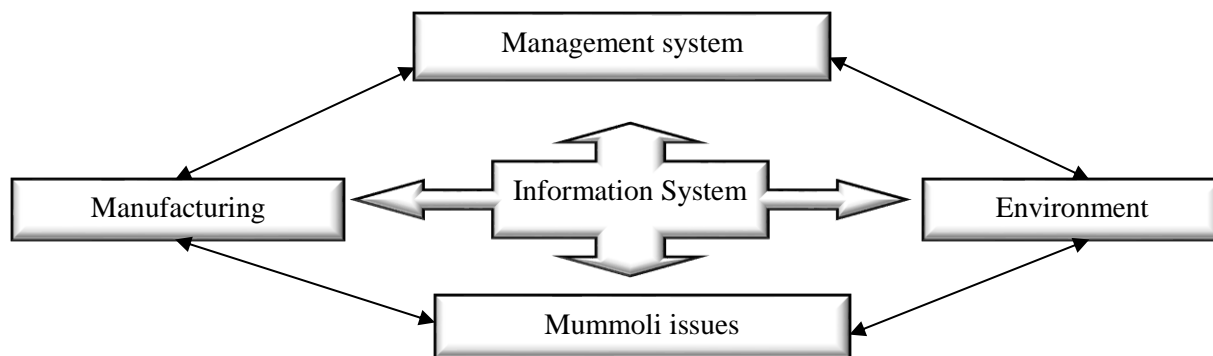 Management system
Manufacturing
Information System
Environment
Mummoli issues